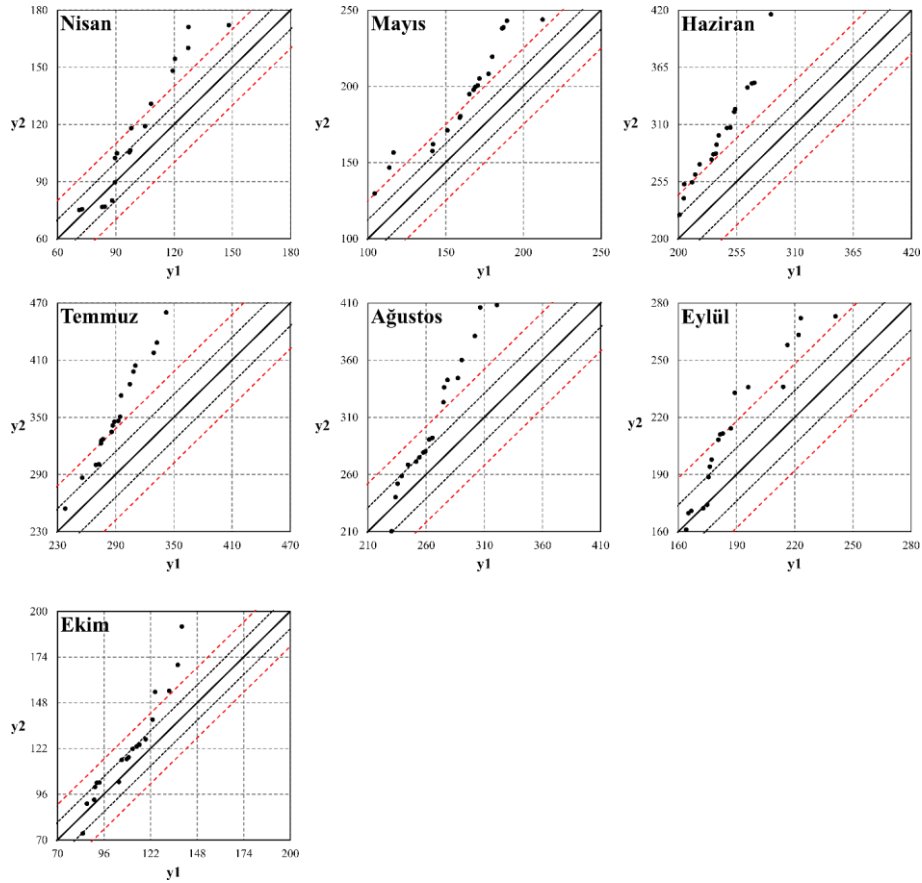 Nisan
180
150
120
90
60
y2
60 90 120 150 180
y1
Mayıs
250
200
150
100
y2
100 150 200 250
y1
Haziran
420
365
310
255
200
y2
200 255 310 365 420
y1
Temmuz
470
410
350
290
230
y2
230 290 350 410 470
y1
Ağustos
410
360
310
260
210
y2
210 260 310 360 410
y1
Eylül
280
250
220
190
160
y2
160 190 220 250 280
y1
Ekim
200
174
148
122
96
70
y2
70 96 122 148 174 200
y1